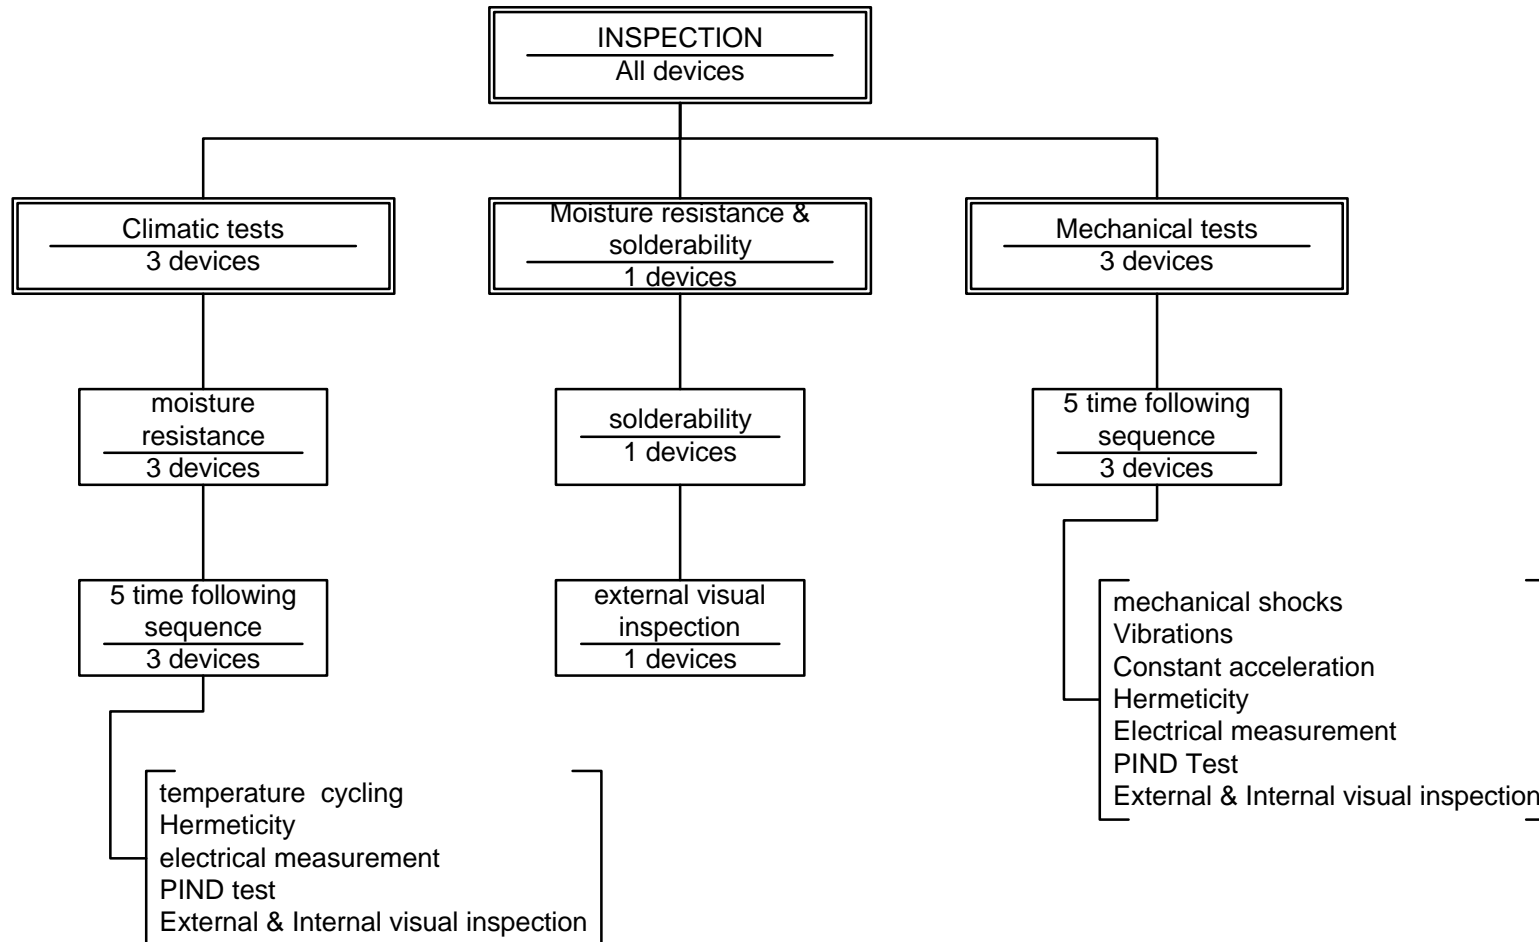 INSPECTION
All devices
Climatic tests
3 devices
Moisture resistance &
solderability
1 devices
Mechanical tests
3 devices
moisture
resistance
3 devices
solderability
1 devices
5 time following
sequence
3 devices
5 time following
sequence
3 devices
external visual
inspection
1 devices
mechanical shocks
Vibrations
Constant acceleration
Hermeticity
Electrical measurement
PIND Test
External & Internal visual inspection
temperature cycling
Hermeticity
electrical measurement
PIND test
External & Internal visual inspection